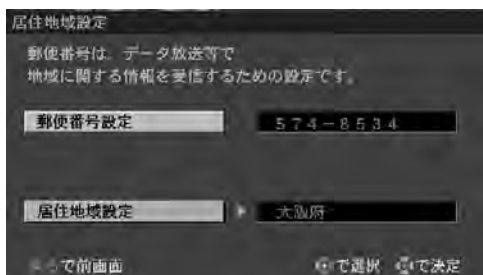 居住地域設定
郵便番号は、データ放送等で
地域に関する情報を受信するための設定です。
郵便番号設定 574-8534
居住地域設定 大阪府
で前画面 で選択 で決定